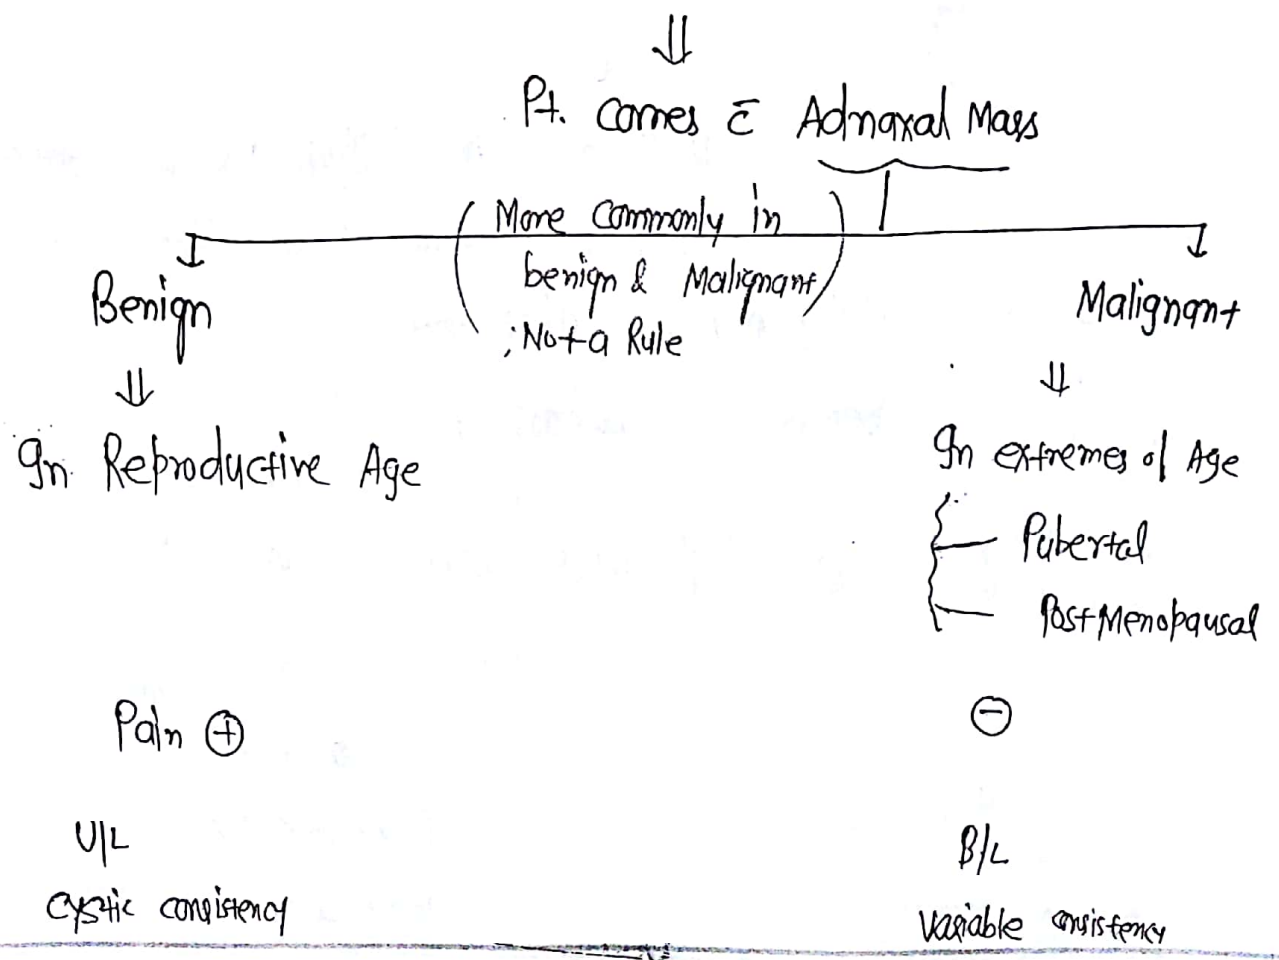 ⇓
Pt. comes c̄ Adnaxal Mass
( More commonly in
benign & Malignant )
; Not a Rule
Benign
Malignant
⇓
⇓
In Reproductive Age
In extremes of Age
Pubertal
Post Menopausal
Pain ⊕
⊖
U/L
B/L
cystic consistency
variable consistency